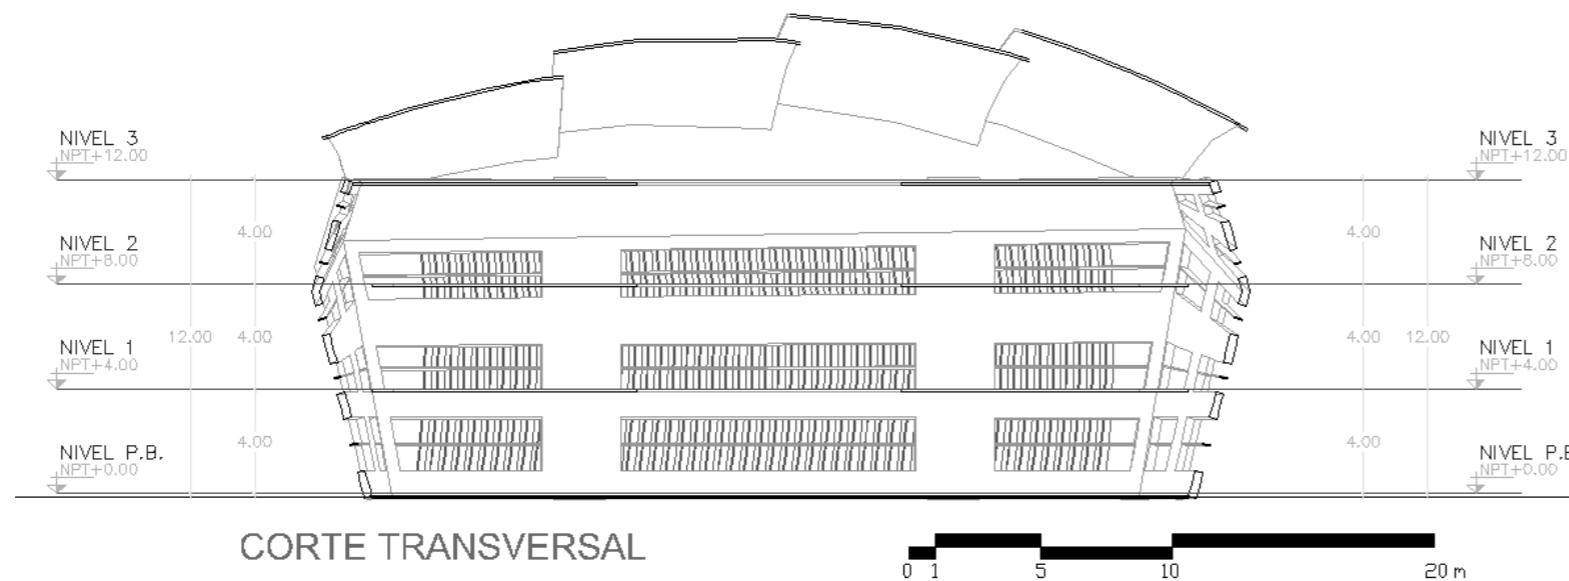 NIVEL 3
NPT+12.00
NIVEL 3
NPT+12.00
4.00
4.00
NIVEL 2
NPT+8.00
NIVEL 2
NPT+8.00
12.00
4.00
4.00
12.00
NIVEL 1
NPT+4.00
NIVEL 1
NPT+4.00
4.00
4.00
NIVEL P.B.
NPT+0.00
NIVEL P.B
NPT+0.00
CORTE TRANSVERSAL
0 1 5 10 20 m